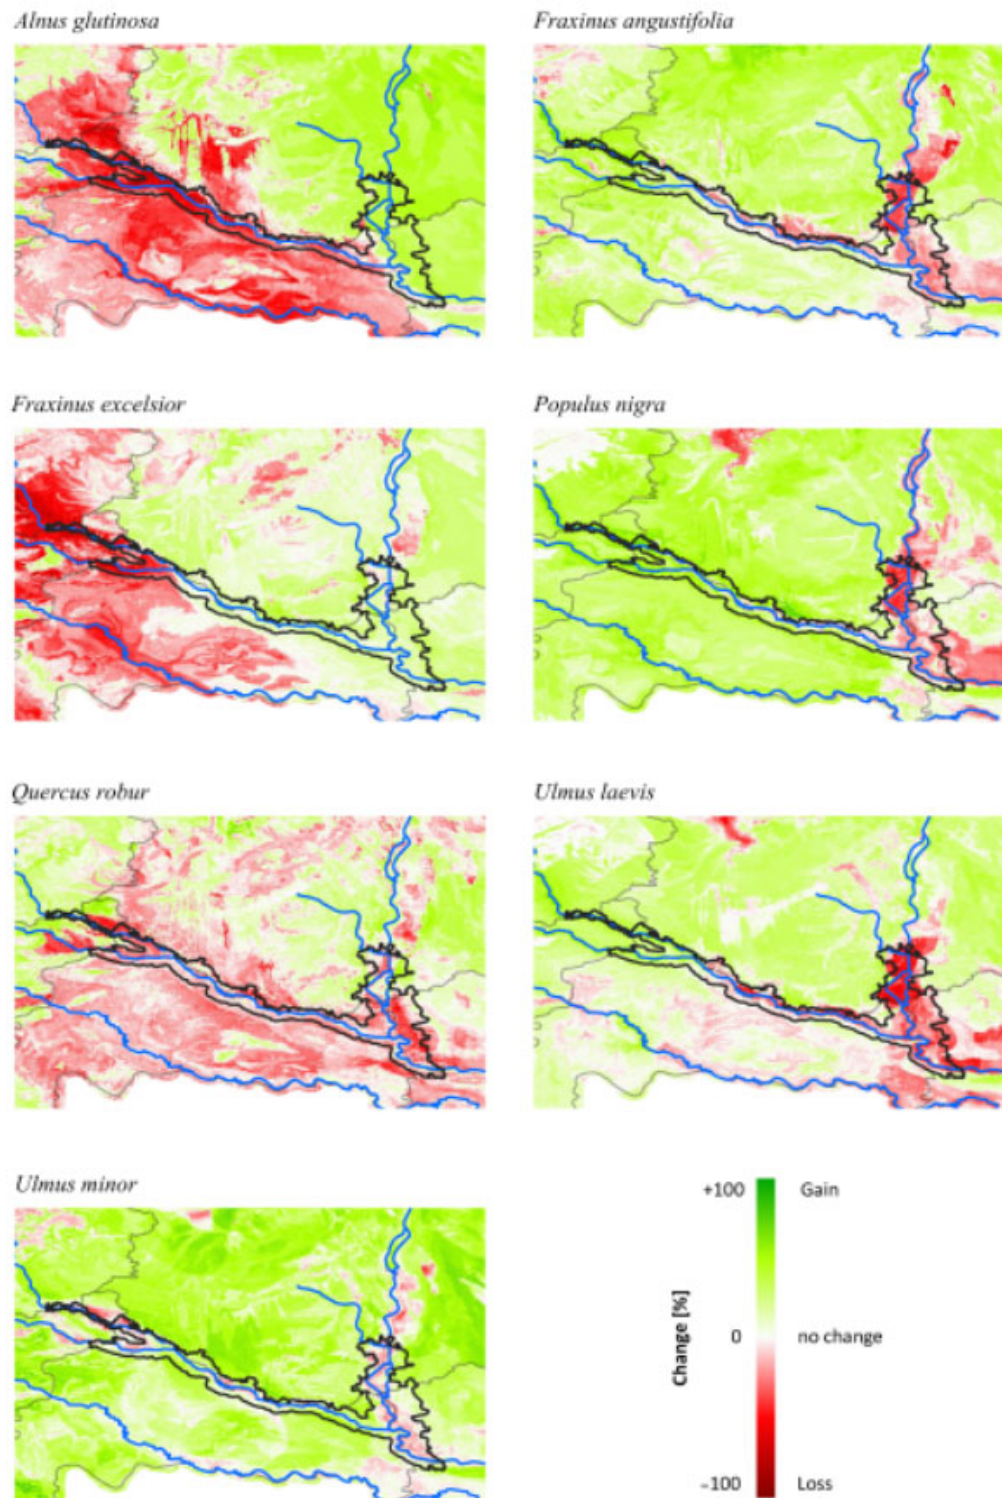 Alnus glutinosa
Fraxinus angustifolia
Fraxinus excelsior
Populus nigra
Quercus robur
Ulmus laevis
Ulmus minor
+100 Gain
Change [%]
0 no change
−100 Loss